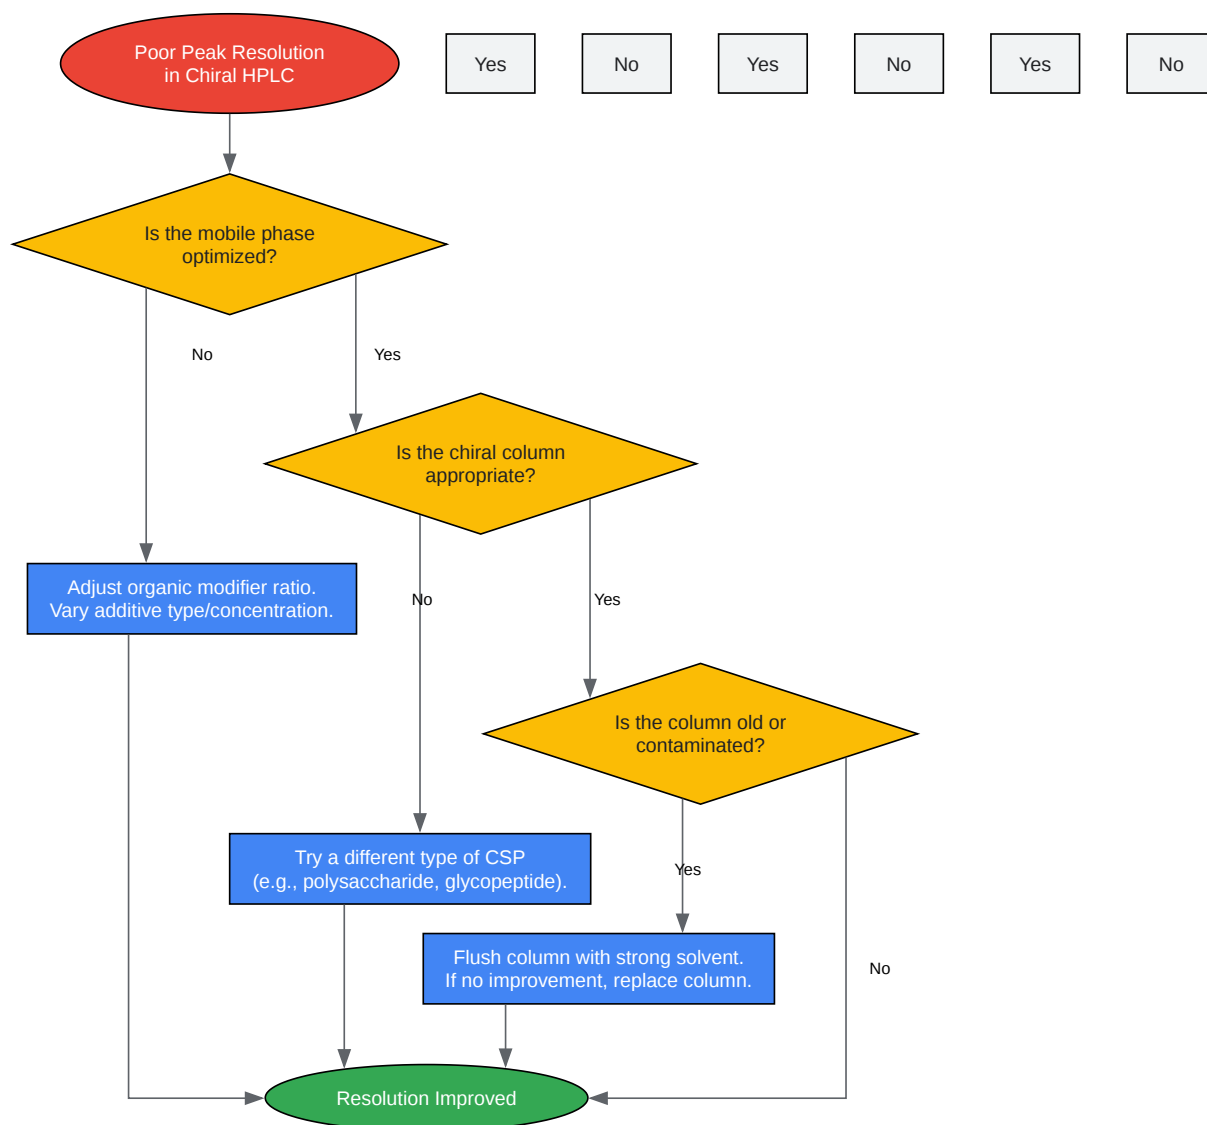 Poor Peak Resolution
in Chiral HPLC
Yes
No
Yes
No
Yes
No
Is the mobile phase
optimized?
No
Yes
Is the chiral column
appropriate?
Adjust organic modifier ratio.
Vary additive type/concentration.
No
Yes
Is the column old or
contaminated?
Try a different type of CSP
(e.g., polysaccharide, glycopeptide).
Yes
Flush column with strong solvent.
If no improvement, replace column.
No
Resolution Improved